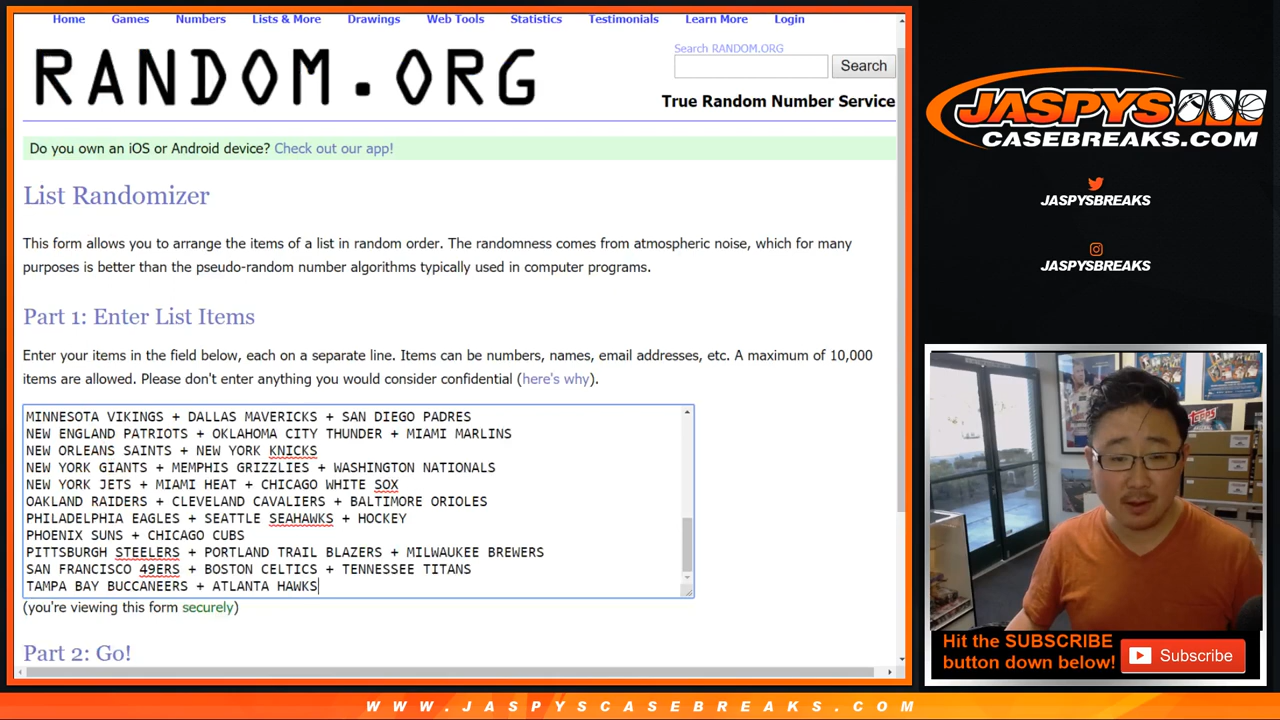 Home Games Numbers Lists & More Drawings Web Tools Statistics Testimonials Learn More Login
RANDOM.ORG
Search RANDOM.ORG
Search
True Random Number Service
Do you own an iOS or Android device? Check out our app!
List Randomizer
This form allows you to arrange the items of a list in random order. The randomness comes from atmospheric noise, which for many
purposes is better than the pseudo-random number algorithms typically used in computer programs.
Part 1: Enter List Items
Enter your items in the field below, each on a separate line. Items can be numbers, names, email addresses, etc. A maximum of 10,000
items are allowed. Please don't enter anything you would consider confidential (here's why).
MINNESOTA VIKINGS + DALLAS MAVERICKS + SAN DIEGO PADRES
NEW ENGLAND PATRIOTS + OKLAHOMA CITY THUNDER + MIAMI MARLINS
NEW ORLEANS SAINTS + NEW YORK KNICKS
NEW YORK GIANTS + MEMPHIS GRIZZLIES + WASHINGTON NATIONALS
NEW YORK JETS + MIAMI HEAT + CHICAGO WHITE SOX
OAKLAND RAIDERS + CLEVELAND CAVALIERS + BALTIMORE ORIOLES
PHILADELPHIA EAGLES + SEATTLE SEAHAWKS + HOCKEY
PHOENIX SUNS + CHICAGO CUBS
PITTSBURGH STEELERS + PORTLAND TRAIL BLAZERS + MILWAUKEE BREWERS
SAN FRANCISCO 49ERS + BOSTON CELTICS + TENNESSEE TITANS
TAMPA BAY BUCCANEERS + ATLANTA HAWKS
(you're viewing this form securely)
Part 2: Go!
JASPYS
CASEBREAKS.COM
JASPYSBREAKS
JASPYSBREAKS
topps
Hit the SUBSCRIBE
button down below!
Subscribe
WWW.JASPYSCASEBREAKS.COM